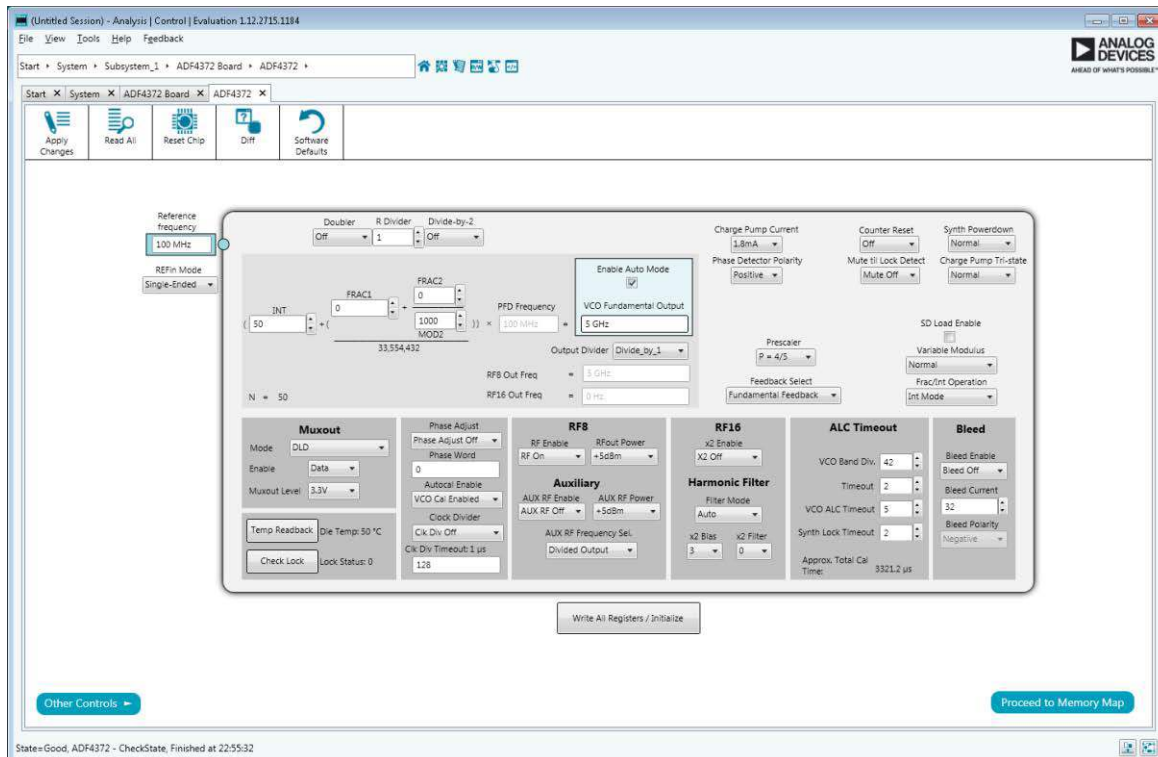 (Untitled Session) - Analysis | Control | Evaluation 1.12.2715.1184
File View Tools Help Feedback
ANALOG
DEVICES
AHEAD OF WHAT'S POSSIBLE™
Start System Subsystem_1 ADF4372 Board ADF4372
Start X System X ADF4372 Board X ADF4372 X
Apply Changes
Read All
Reset Chip
Diff
Software Defaults
Reference frequency
100 MHz
REFin Mode
Single-Ended
Doubler R Divider Divide-by-2
Off 1 Off
Charge Pump Current Counter Reset Synth Powerdown
1.8mA Off Normal
Phase Detector Polarity Mute til Lock Detect Charge Pump Tri-state
Positive Mute Off Normal
Enable Auto Mode
VCO Fundamental Output
5 GHz
INT FRAC1 FRAC2 PFD Frequency
( 50 + ( 0 + 0 )) × 100 MHz =
1000
MOD2
33,554,432
Output Divider Divide_by_1
RF8 Out Freq = 5 GHz
RF16 Out Freq = 0 Hz
N = 50
SD Load Enable
Prescaler
P = 4/5
Variable Modulus
Normal
Feedback Select
Fundamental Feedback
Frac/Int Operation
Int Mode
Muxout
Mode DLD
Enable Data
Muxout Level 3.3V
Temp Readback Die Temp: 50 °C
Check Lock Lock Status: 0
Phase Adjust
Phase Adjust Off
Phase Word
0
Autocal Enable
VCO Cal Enabled
Clock Divider
Clk Div Off
Clk Div Timeout: 1 µs
128
RF8
RF Enable RFout Power
RF On +5dBm
Auxiliary
AUX RF Enable AUX RF Power
AUX RF Off +5dBm
AUX RF Frequency Sel.
Divided Output
RF16
x2 Enable
X2 Off
Harmonic Filter
Filter Mode
Auto
x2 Bias x2 Filter
3 0
ALC Timeout
VCO Band Div. 42
Timeout 2
VCO ALC Timeout 5
Synth Lock Timeout 2
Approx. Total Cal
Time: 3321.2 µs
Bleed
Bleed Enable
Bleed Off
Bleed Current
32
Bleed Polarity
Negative
Write All Registers / Initialize
Other Controls
Proceed to Memory Map
State=Good, ADF4372 - CheckState, Finished at 22:55:32